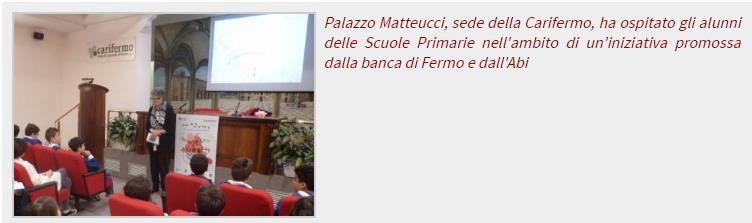 carifermo
Palazzo Matteucci, sede della Carifermo, ha ospitato gli alunni
delle Scuole Primarie nell'ambito di un'iniziativa promossa
dalla banca di Fermo e dall'Abi